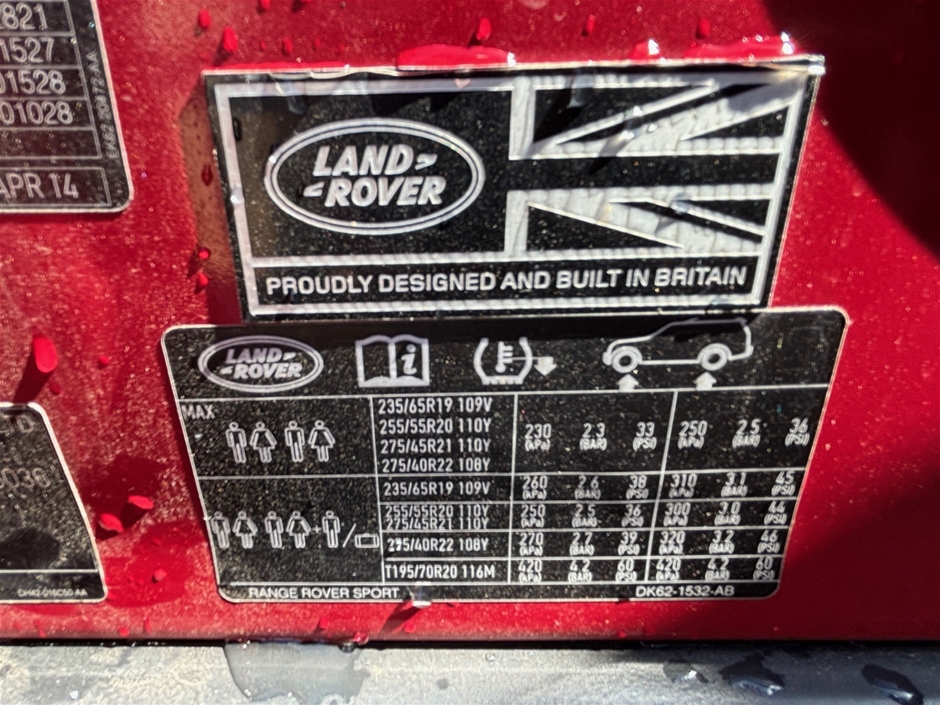 2821
1527
01528
01028
APR 14
LAND
ROVER
PROUDLY DESIGNED AND BUILT IN BRITAIN
LAND
ROVER
i
MAX
235/65R19 109V
255/55R20 110Y
275/45R21 110Y
275/40R22 108Y
230 (kPa) 2.3 (BAR) 33 (PSI) 250 (kPa) 2.5 (BAR) 36 (PSI)
235/65R19 109V 260 (kPa) 2.6 (BAR) 38 (PSI) 310 (kPa) 3.1 (BAR) 45 (PSI)
255/55R20 110Y
275/45R21 110Y
250 (kPa) 2.5 (BAR) 36 (PSI) 300 (kPa) 3.0 (BAR) 44 (PSI)
275/40R22 108Y 270 (kPa) 2.7 (BAR) 39 (PSI) 320 (kPa) 3.2 (BAR) 46 (PSI)
T195/70R20 116M 420 (kPa) 4.2 (BAR) 60 (PSI) 420 (kPa) 4.2 (BAR) 60 (PSI)
RANGE ROVER SPORT DK62-1532-AB
0036